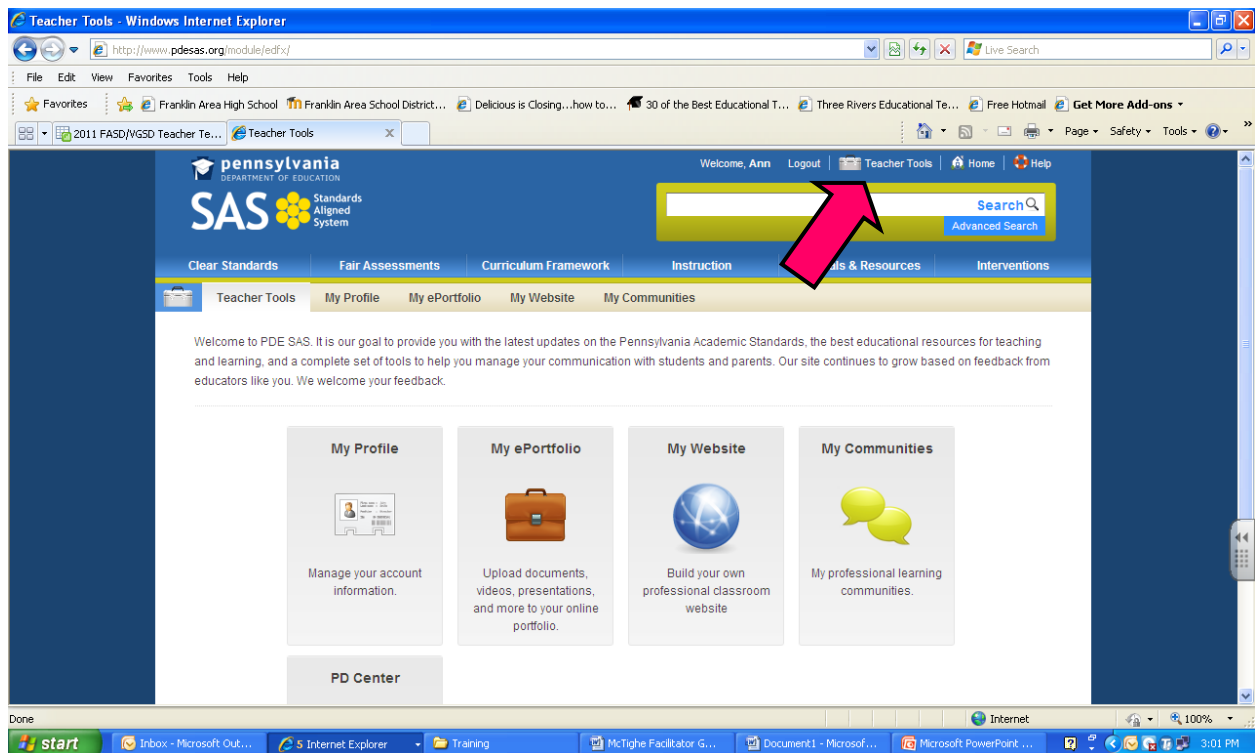 Teacher Tools - Windows Internet Explorer
http://www.pdesas.org/module/edfx/
Live Search
File Edit View Favorites Tools Help
Favorites Franklin Area High School Franklin Area School District... Delicious is Closing...how to... 30 of the Best Educational T... Three Rivers Educational Te... Free Hotmail Get More Add-ons
2011 FASD/VGSD Teacher Te... Teacher Tools X Page Safety Tools
pennsylvania
DEPARTMENT OF EDUCATION
Welcome, Ann Logout Teacher Tools Home Help
SAS Standards
Aligned
System
Search
Advanced Search
Clear Standards Fair Assessments Curriculum Framework Instruction & Resources Interventions
Teacher Tools My Profile My ePortfolio My Website My Communities
Welcome to PDE SAS. It is our goal to provide you with the latest updates on the Pennsylvania Academic Standards, the best educational resources for teaching
and learning, and a complete set of tools to help you manage your communication with students and parents. Our site continues to grow based on feedback from
educators like you. We welcome your feedback.
My Profile My ePortfolio My Website My Communities
Manage your account Upload documents, Build your own My professional learning
information. videos, presentations, professional classroom communities.
and more to your online website
portfolio.
PD Center
Done Internet 100%
start Inbox - Microsoft Out... 5 Internet Explorer Training McTighe Facilitator G... Document1 - Microsof... Microsoft PowerPoint ... 3:01 PM